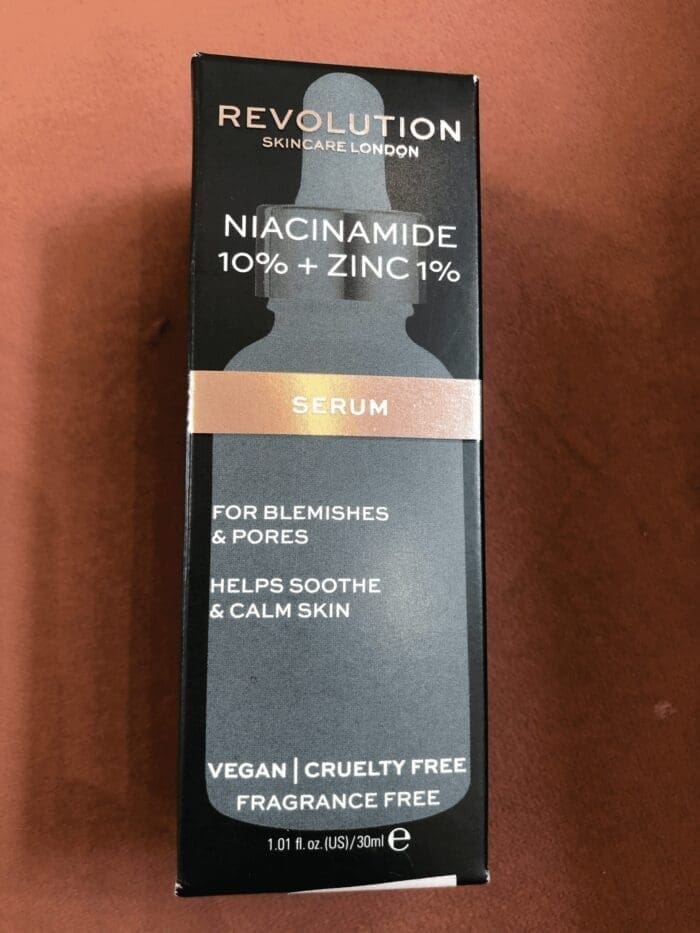 REVOLUTION
SKINCARE LONDON
NIACINAMIDE
10% + ZINC 1%
SERUM
FOR BLEMISHES
& PORES
HELPS SOOTHE
& CALM SKIN
VEGAN | CRUELTY FREE
FRAGRANCE FREE
1.01 fl. oz. (US)/30ml ℮